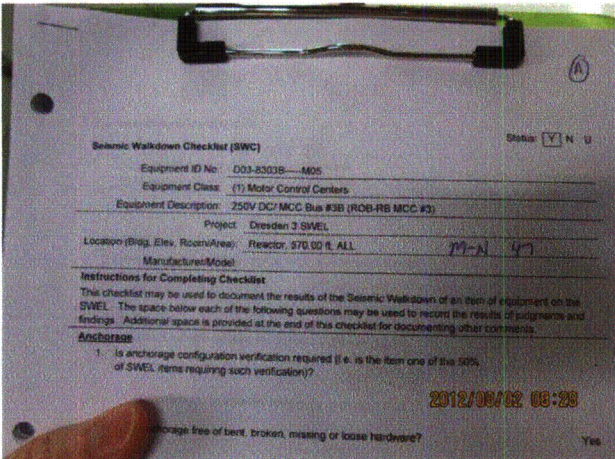 A
Status: Y N U
Seismic Walkdown Checklist (SWC)
Equipment ID No.: D03-8303B-----M05
Equipment Class: (1) Motor Control Centers
Equipment Description: 250V DC/ MCC Bus #3B (ROB-RB MCC #3)
Project: Dresden 3 SWEL
Location (Bldg, Elev, Room/Area): Reactor, 570.00 ft, ALL M-N 47
Manufacturer/Model
Instructions for Completing Checklist
This checklist may be used to document the results of the Seismic Walkdown of an item of equipment on the
SWEL. The space below each of the following questions may be used to record the results of judgments and
findings. Additional space is provided at the end of this checklist for documenting other comments.
Anchorage
1. Is anchorage configuration verification required (i.e. is the item one of the 50%
of SWEL items requiring such verification)?
free of bent, broken, missing or loose hardware?
Yes